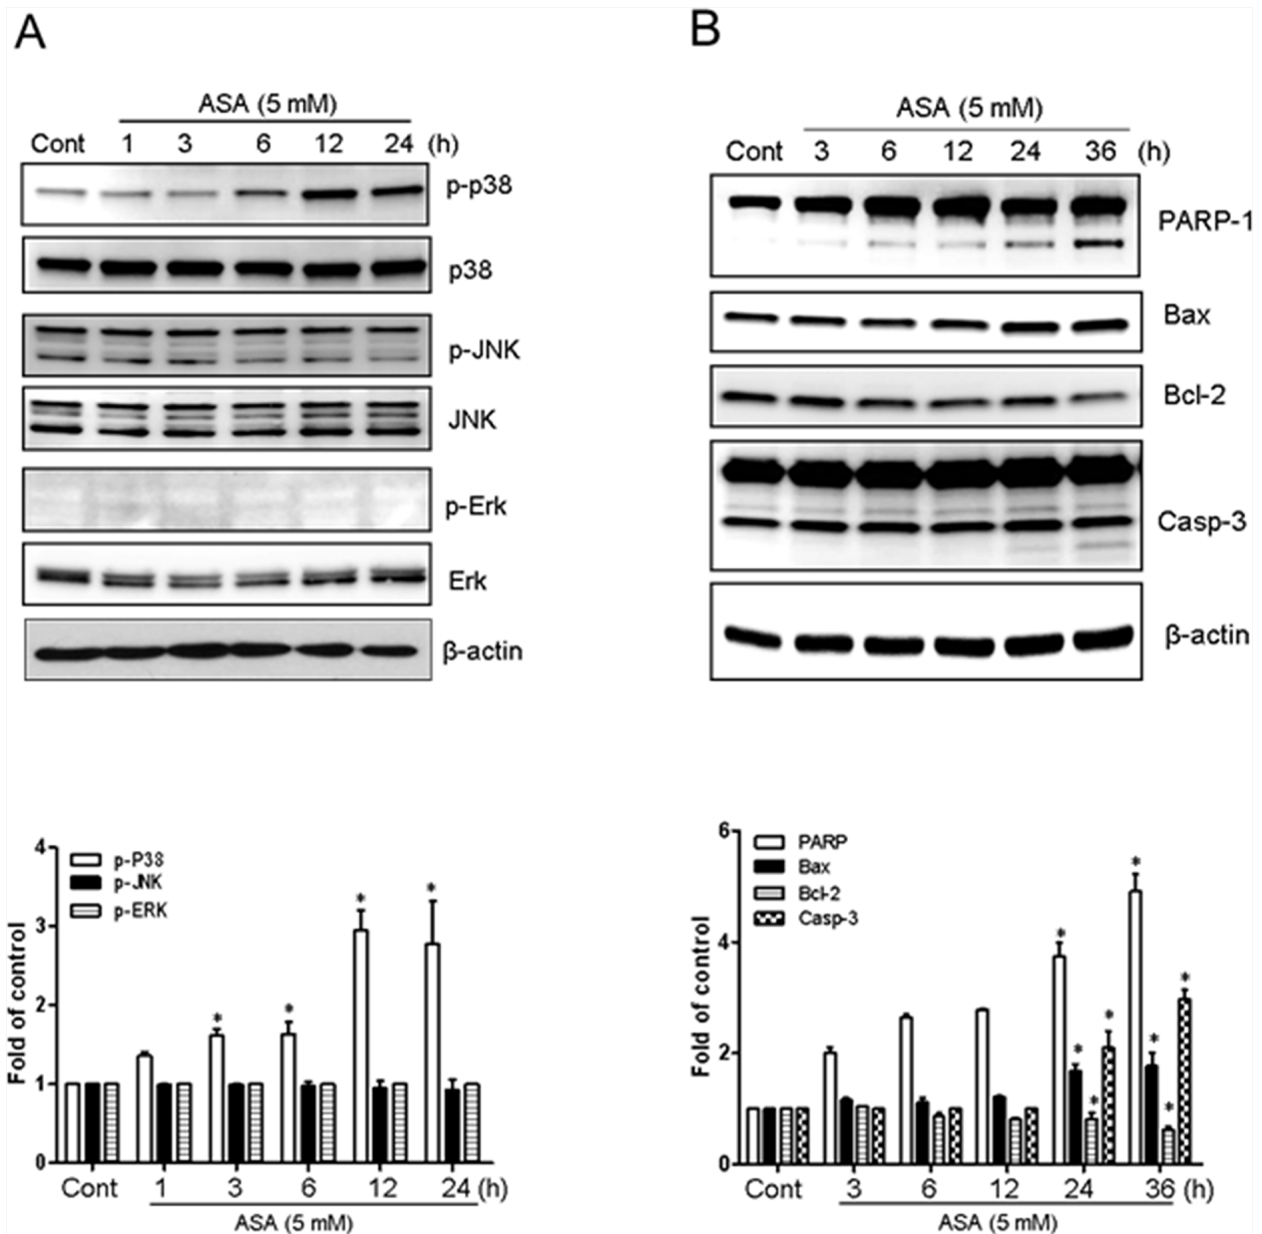 A
ASA (5 mM)
Cont 1 3 6 12 24 (h)
p-p38
p38
p-JNK
JNK
p-Erk
Erk
β-actin
B
ASA (5 mM)
Cont 3 6 12 24 36 (h)
PARP-1
Bax
Bcl-2
Casp-3
β-actin
4
3
2
1
0
Fold of control
p-P38
p-JNK
p-ERK
* * * *
Cont 1 3 6 12 24 (h)
ASA (5 mM)
6
4
2
0
Fold of control
PARP
Bax
Bcl-2
Casp-3
* * * * * * * *
Cont 3 6 12 24 36 (h)
ASA (5 mM)